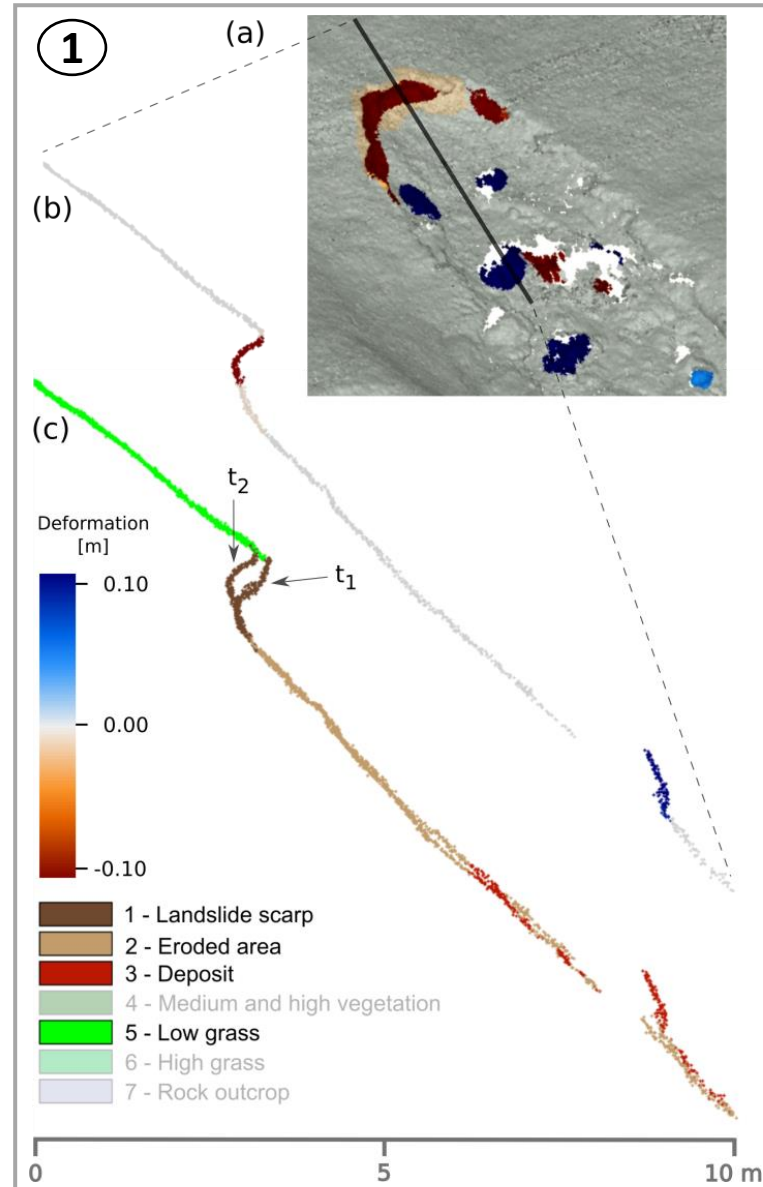 1
(a)
(b)
(c)
t2
t1
Deformation
[m]
0.10
0.00
-0.10
1 - Landslide scarp
2 - Eroded area
3 - Deposit
4 - Medium and high vegetation
5 - Low grass
6 - High grass
7 - Rock outcrop
0 5 10 m